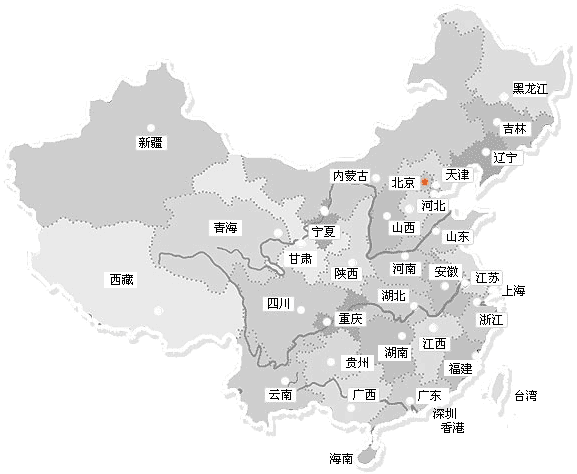 黑龙江
吉林
新疆
辽宁
内蒙古
北京
天津
河北
青海
宁夏
山西
山东
甘肃
陕西
河南
安徽
西藏
江苏
上海
四川
湖北
重庆
浙江
湖南
江西
贵州
福建
云南
广西
广东
台湾
深圳
香港
海南